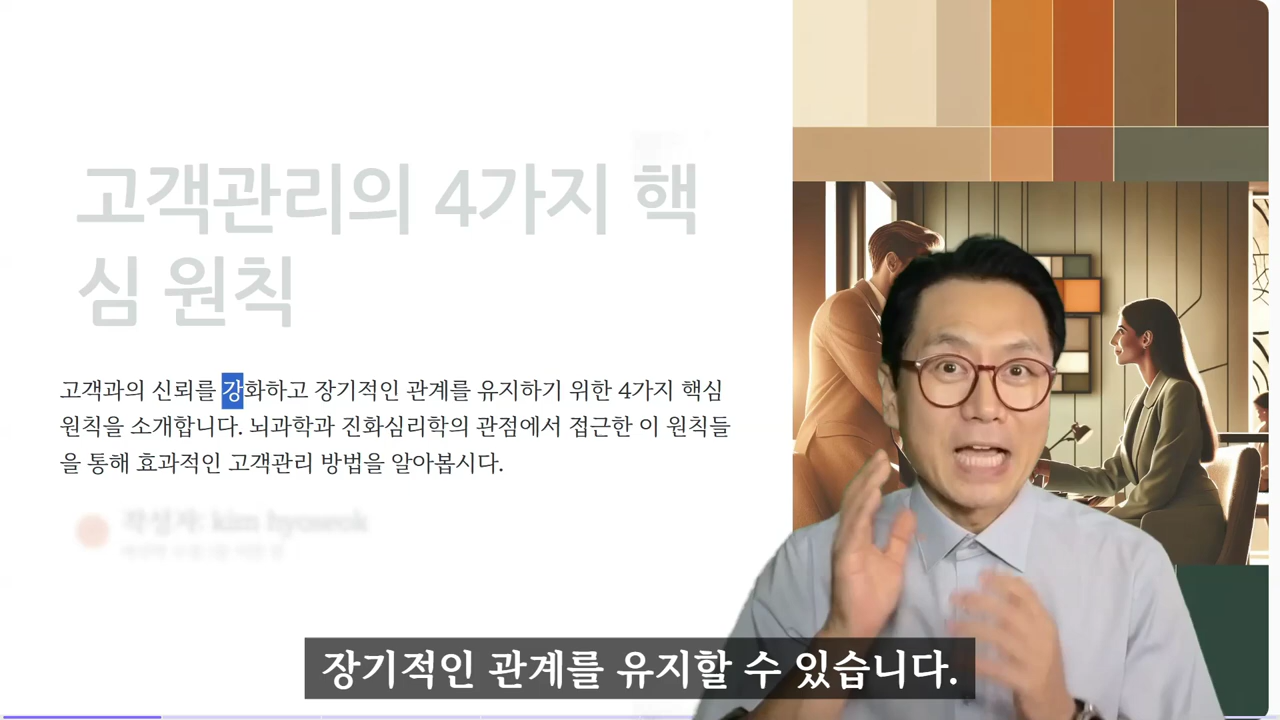 고객관리의 4가지 핵
심 원칙
고객과의 신뢰를 강화하고 장기적인 관계를 유지하기 위한 4가지 핵심
원칙을 소개합니다. 뇌과학과 진화심리학의 관점에서 접근한 이 원칙들
을 통해 효과적인 고객관리 방법을 알아봅시다.
작성자: kim hyoseok
장기적인 관계를 유지할 수 있습니다.